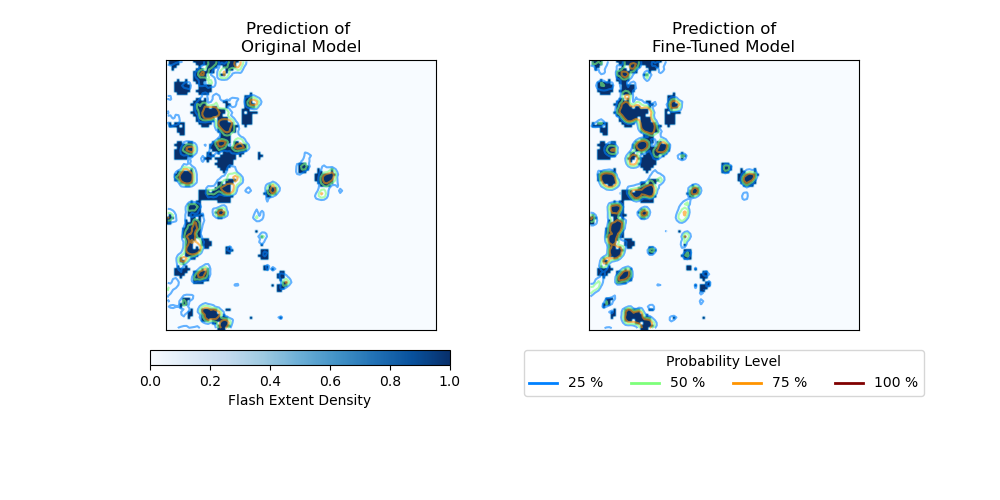 Prediction of
Original Model
Prediction of
Fine-Tuned Model
0.0 0.2 0.4 0.6 0.8 1.0
Flash Extent Density
Probability Level
25 % 50 % 75 % 100 %